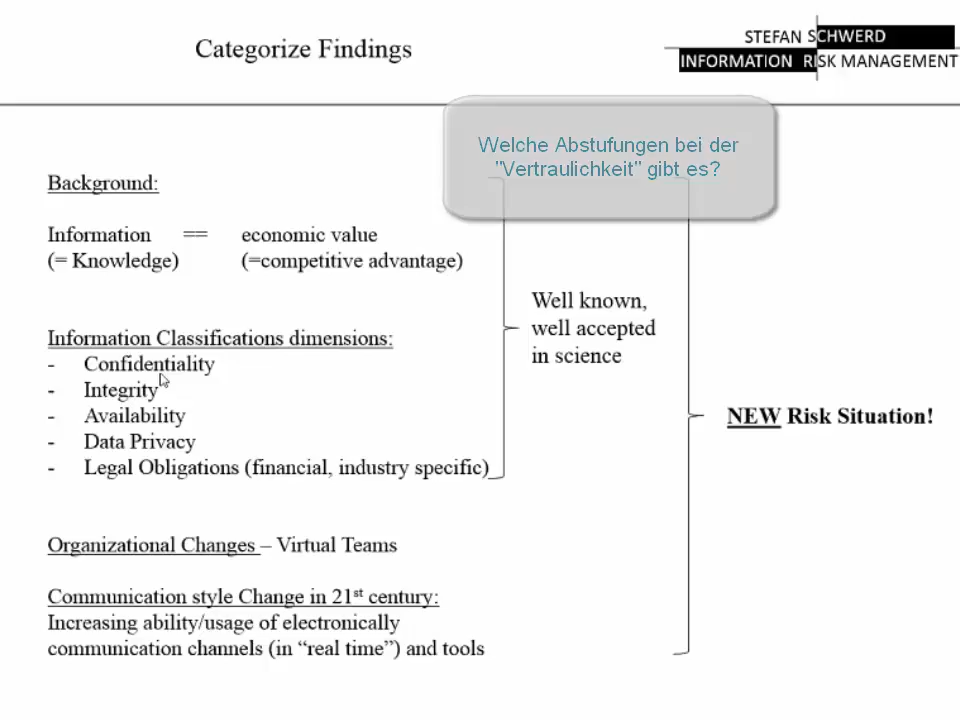 Categorize Findings
STEFAN SCHWERD
INFORMATION RISK MANAGEMENT
Welche Abstufungen bei der
"Vertraulichkeit" gibt es?
Background:
Information == economic value
(= Knowledge) (=competitive advantage)
Well known,
well accepted
in science
Information Classifications dimensions:
- Confidentiality
- Integrity
- Availability
- Data Privacy
- Legal Obligations (financial, industry specific)
NEW Risk Situation!
Organizational Changes – Virtual Teams
Communication style Change in 21st century:
Increasing ability/usage of electronically
communication channels (in “real time”) and tools